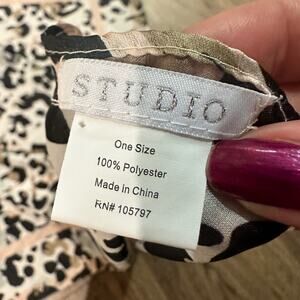 STUDIO
One Size
100% Polyester
Made in China
RN# 105797